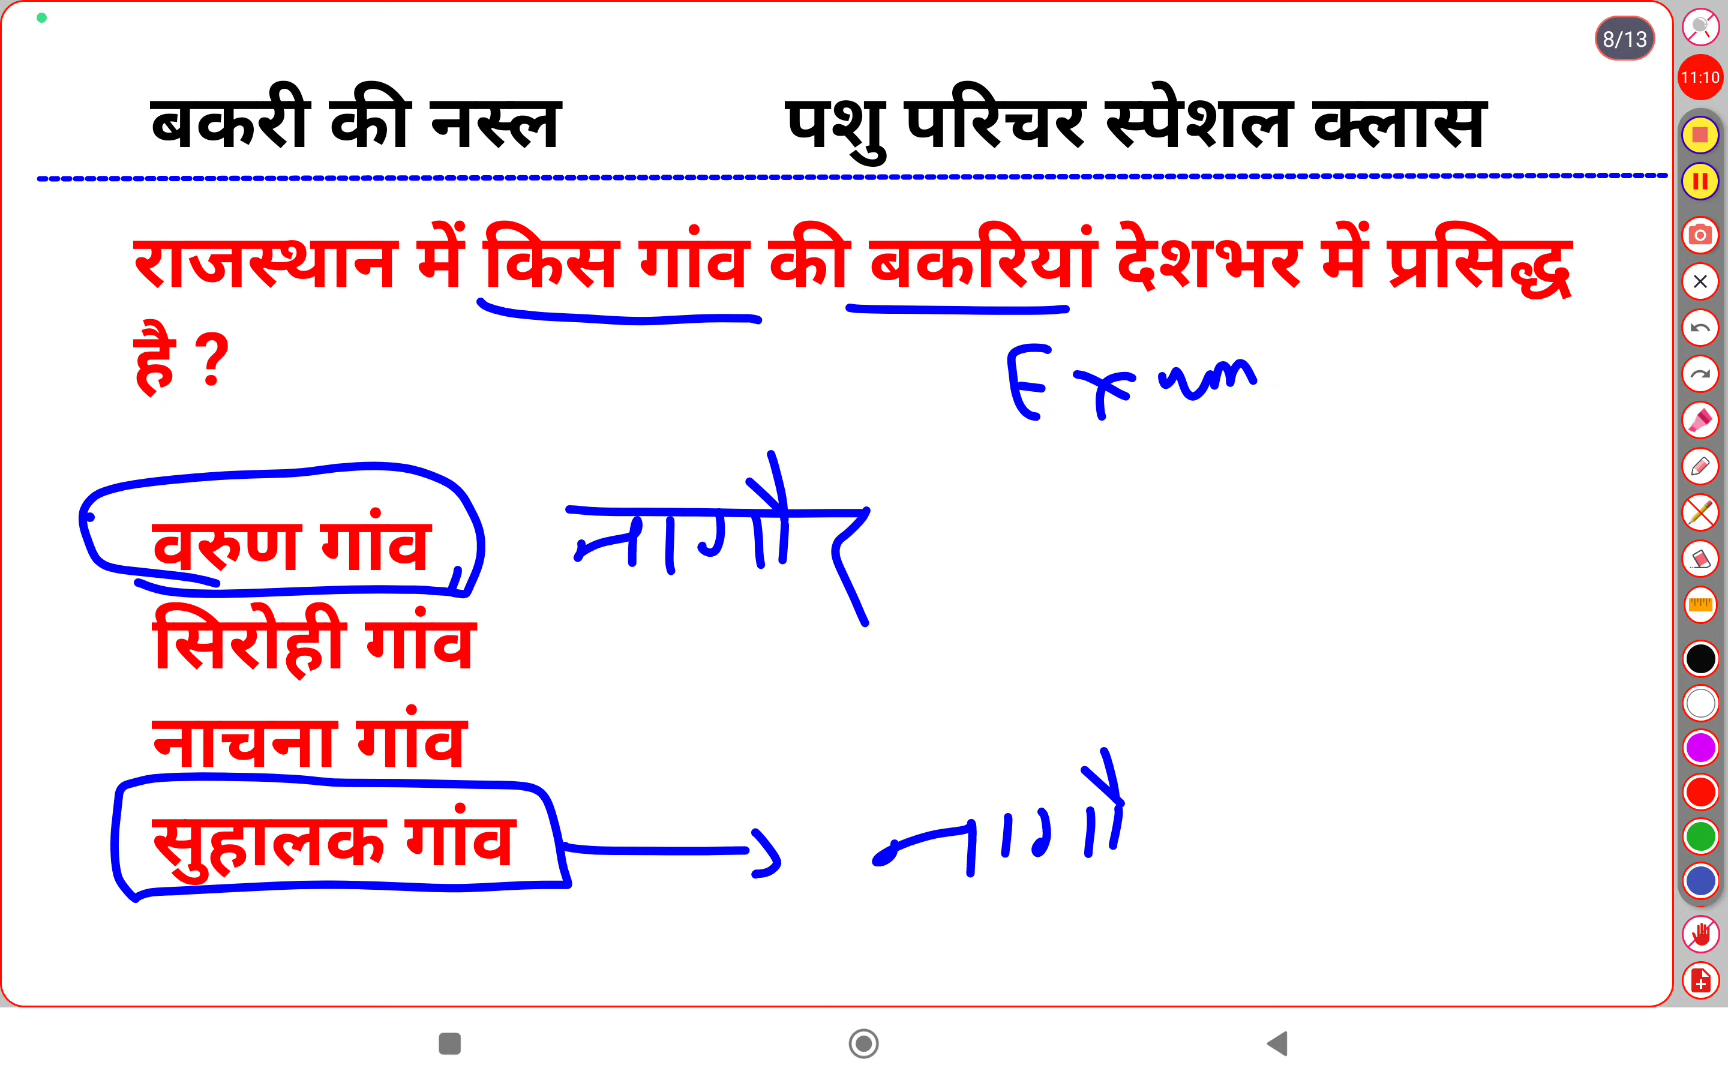 8/13
11:10
बकरी की नस्ल पशु परिचर स्पेशल क्लास
राजस्थान में किस गांव की बकरियां देशभर में प्रसिद्ध
है ?
Exam
वरुण गांव नागौर
सिरोही गांव
नाचना गांव
सुहालक गांव नागौ